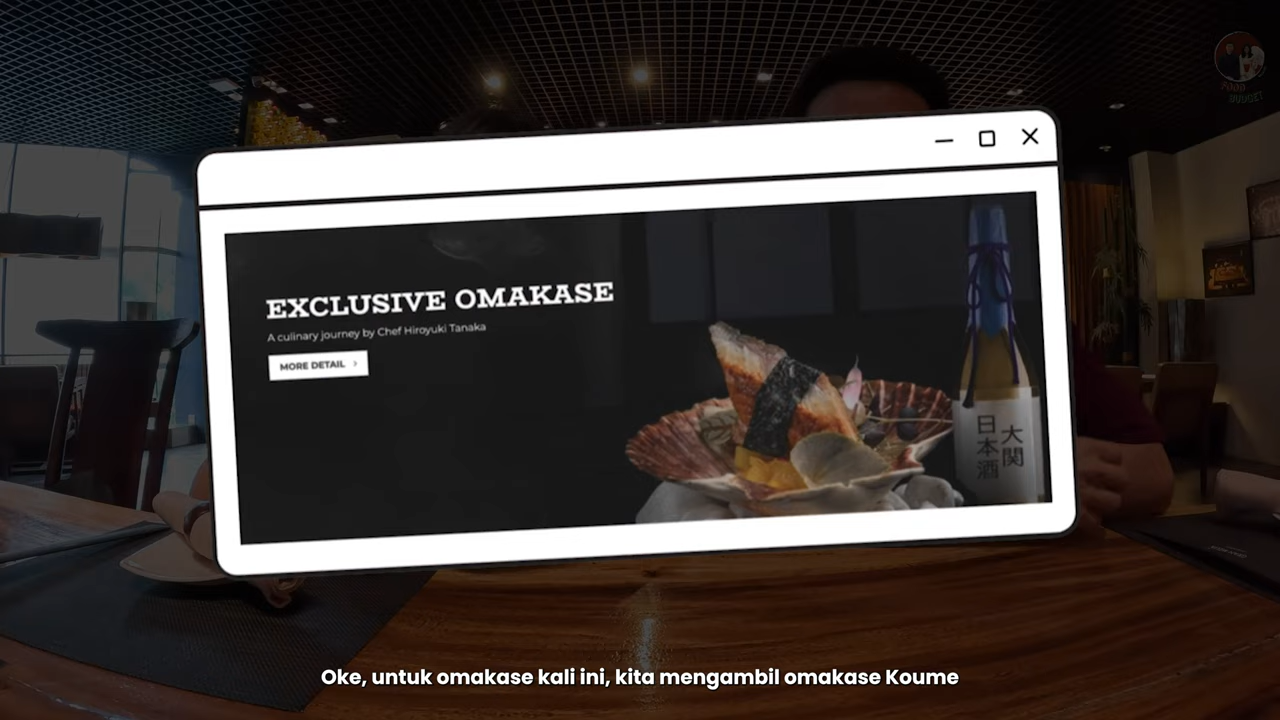 EXCLUSIVE OMAKASE
A culinary journey by Chef Hiroyuki Tanaka
MORE DETAIL
大関
日本酒
Oke, untuk omakase kali ini, kita mengambil omakase Koume